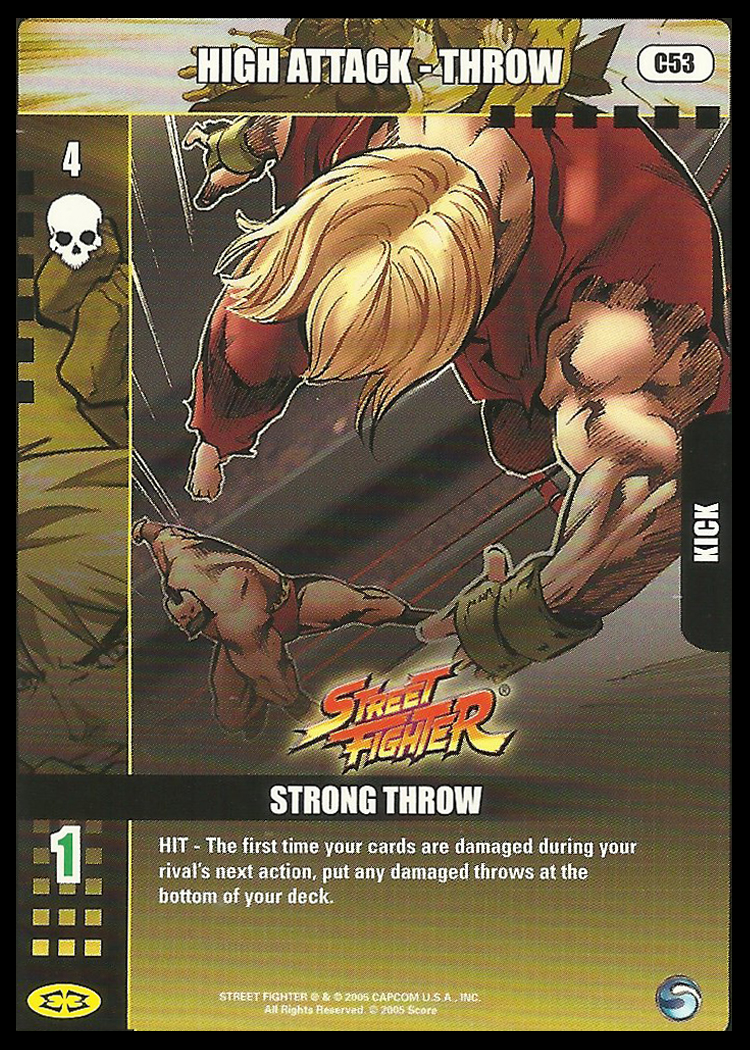 HIGH ATTACK - THROW
C53
4
KICK
STREET
FIGHTER®
STRONG THROW
1
HIT - The first time your cards are damaged during your
rival's next action, put any damaged throws at the
bottom of your deck.
STREET FIGHTER ® & © 2005 CAPCOM U.S.A., INC.
All Rights Reserved. © 2005 Score